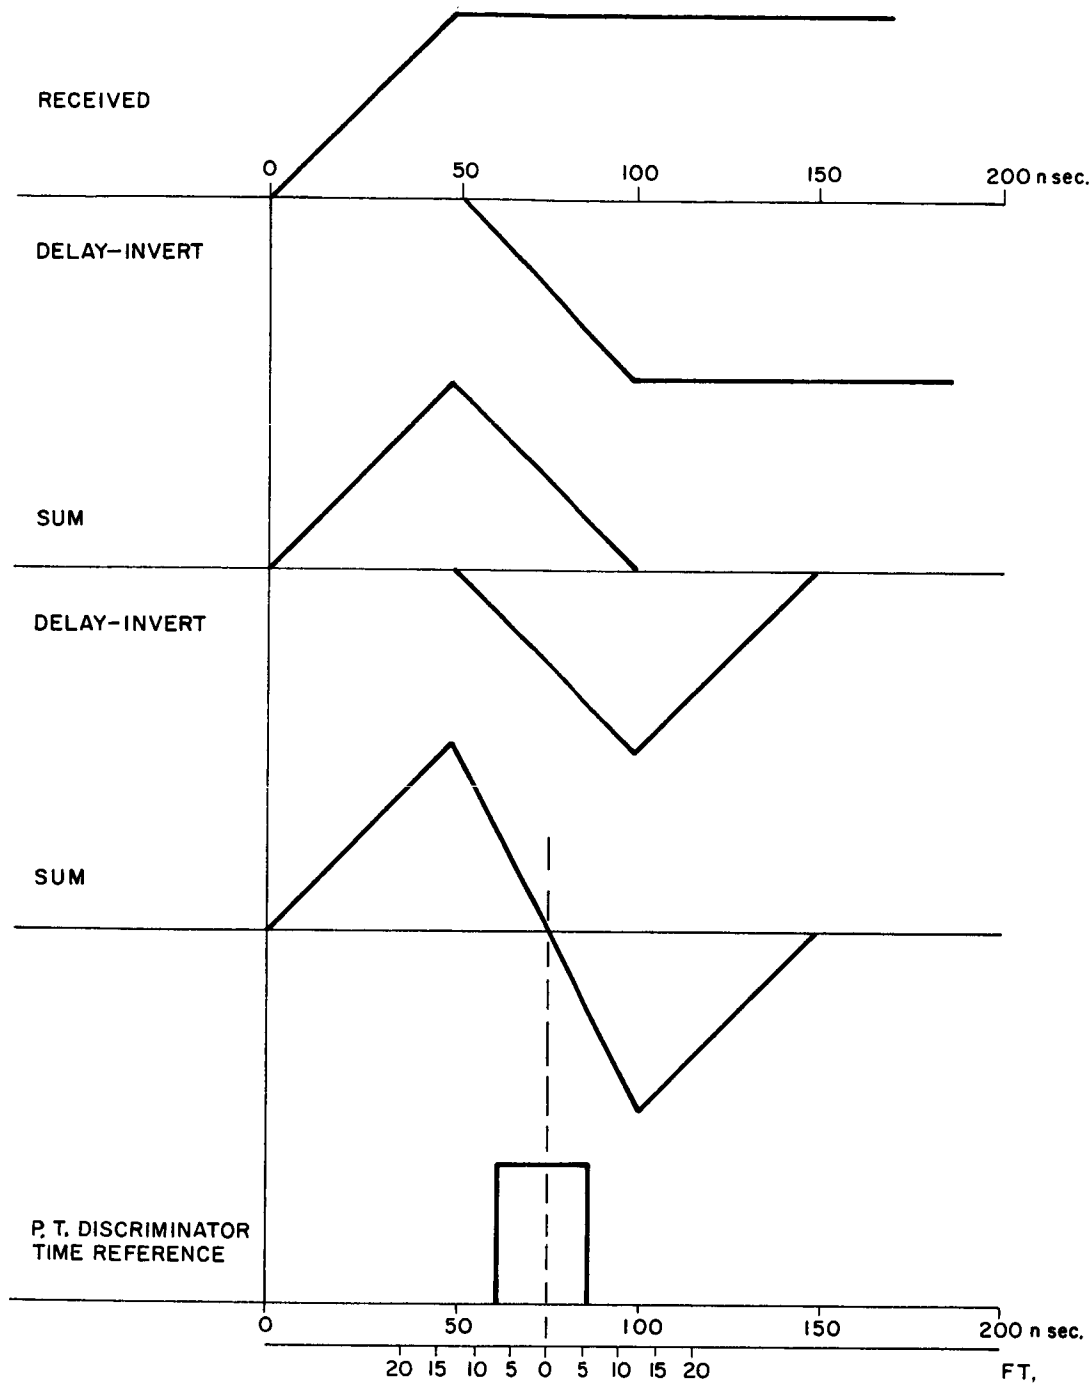 RECEIVED
0 50 100 150 200 n sec.
DELAY-INVERT
SUM
DELAY-INVERT
SUM
P. T. DISCRIMINATOR
TIME REFERENCE
0 50 100 150 200 n sec.
20 15 10 5 0 5 10 15 20 FT.